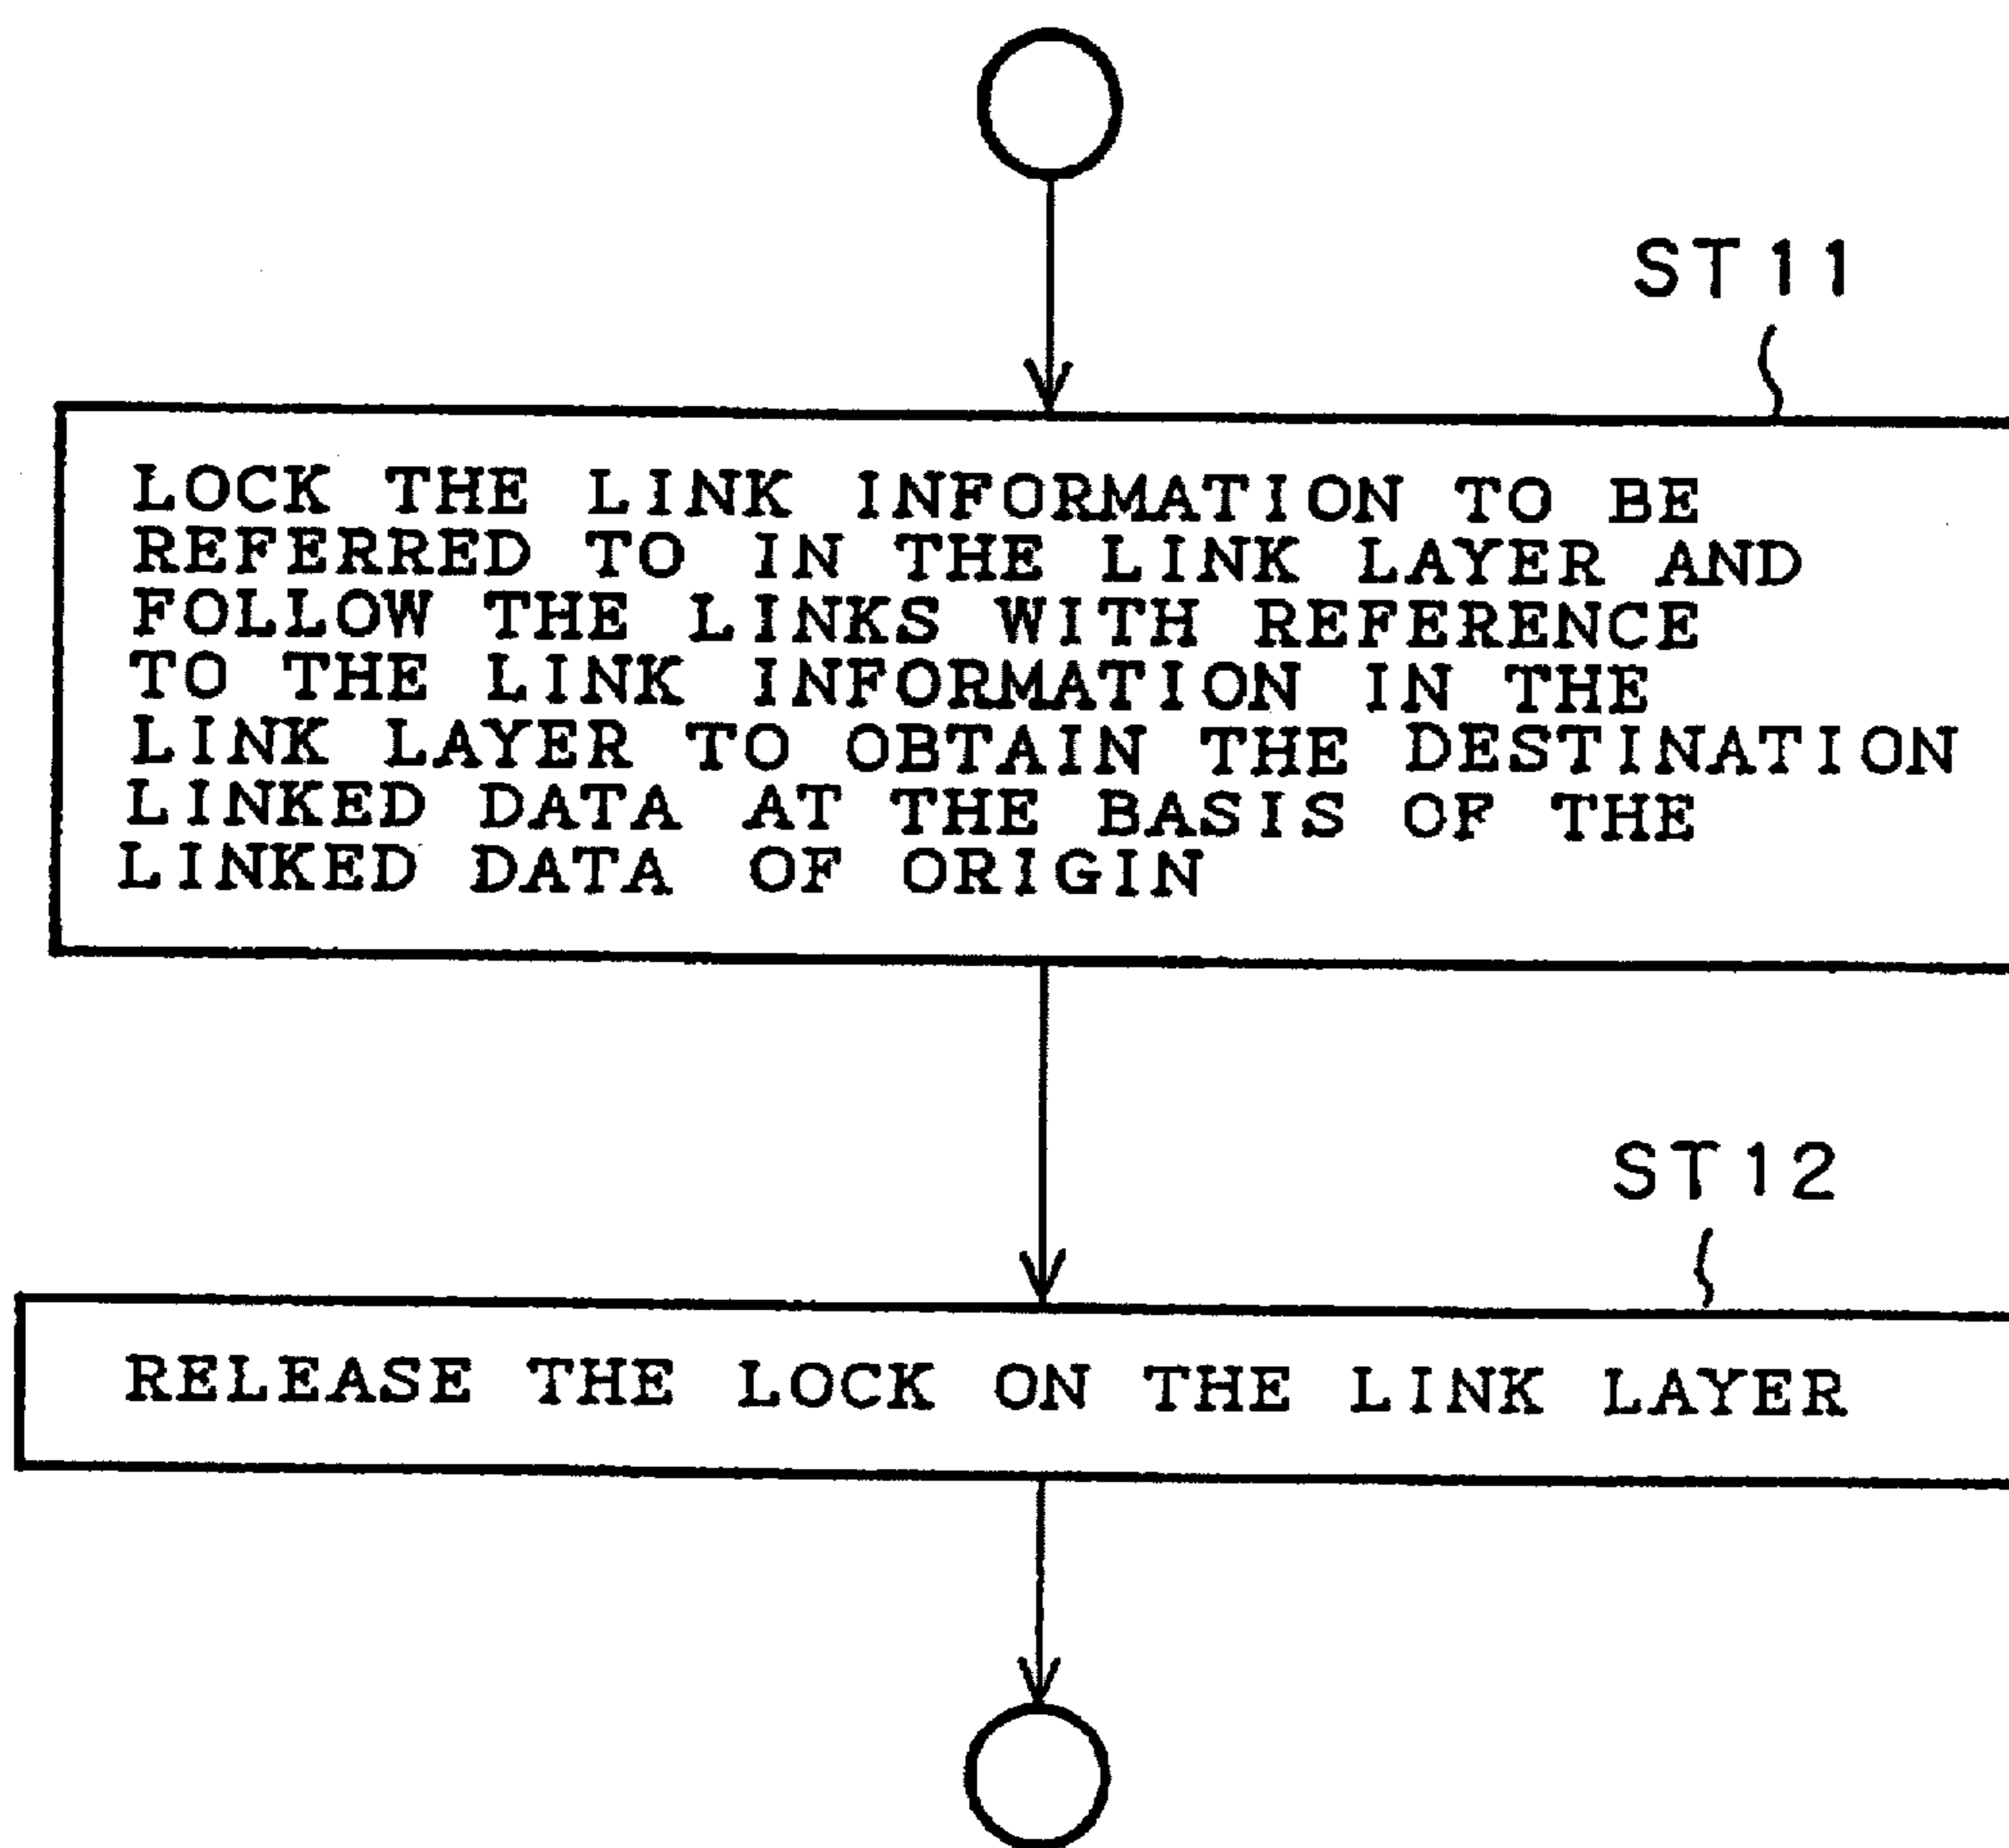 ST11
LOCK THE LINK INFORMATION TO BE
REFERRED TO IN THE LINK LAYER AND
FOLLOW THE LINKS WITH REFERENCE
TO THE LINK INFORMATION IN THE
LINK LAYER TO OBTAIN THE DESTINATION
LINKED DATA AT THE BASIS OF THE
LINKED DATA OF ORIGIN
ST12
RELEASE THE LOCK ON THE LINK LAYER